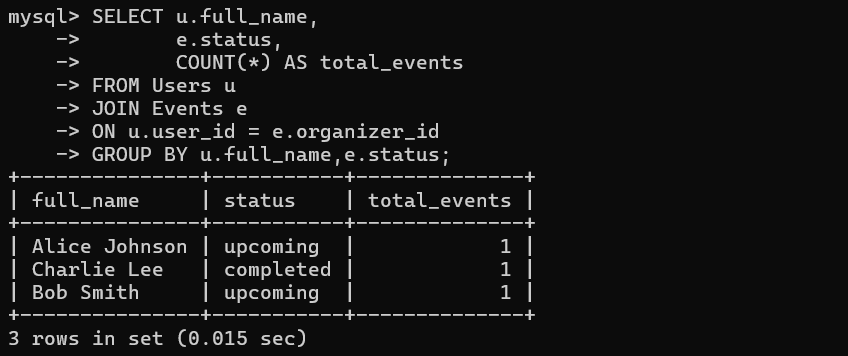 mysql> SELECT u.full_name,
    ->        e.status,
    ->        COUNT(*) AS total_events
    -> FROM Users u
    -> JOIN Events e
    -> ON u.user_id = e.organizer_id
    -> GROUP BY u.full_name,e.status;
+---------------+-----------+--------------+
| full_name     | status    | total_events |
+---------------+-----------+--------------+
| Alice Johnson | upcoming  |            1 |
| Charlie Lee   | completed |            1 |
| Bob Smith     | upcoming  |            1 |
+---------------+-----------+--------------+
3 rows in set (0.015 sec)